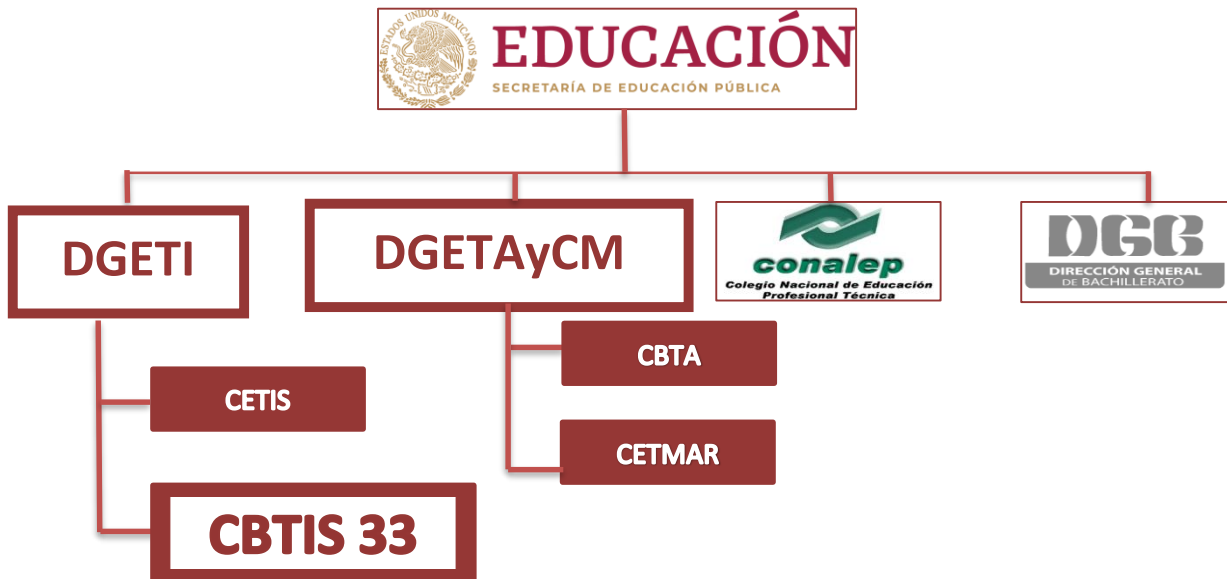 ESTADOS UNIDOS MEXICANOS
EDUCACIÓN
SECRETARÍA DE EDUCACIÓN PÚBLICA
DGETI
DGETAyCM
conalep
Colegio Nacional de Educación
Profesional Técnica
DGB
DIRECCIÓN GENERAL
DE BACHILLERATO
CETIS
CBTIS 33
CBTA
CETMAR